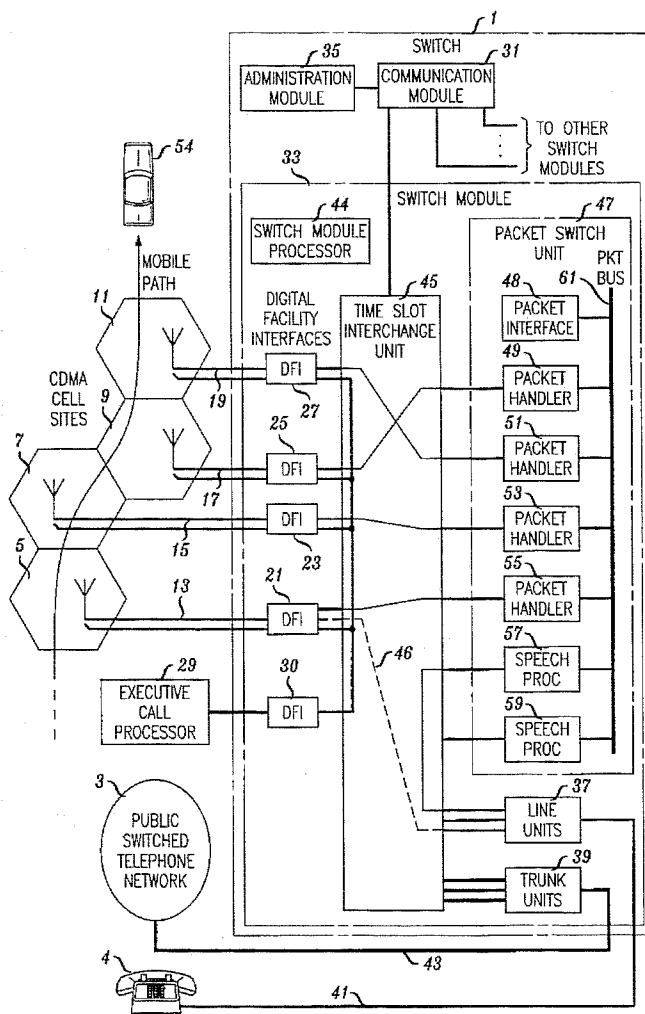 1
SWITCH
35
ADMINISTRATION
MODULE
31
COMMUNICATION
MODULE
TO OTHER
SWITCH
MODULES
54
33
SWITCH MODULE
44
SWITCH MODULE
PROCESSOR
47
PACKET SWITCH
UNIT
PKT
BUS
61
MOBILE
PATH
11
DIGITAL
FACILITY
INTERFACES
45
TIME SLOT
INTERCHANGE
UNIT
48
PACKET
INTERFACE
CDMA
CELL
SITES
9
19
DFI
27
49
PACKET
HANDLER
7
17
25
DFI
51
PACKET
HANDLER
15
DFI
23
53
PACKET
HANDLER
5
13
21
DFI
55
PACKET
HANDLER
46
57
SPEECH
PROC
29
EXECUTIVE
CALL
PROCESSOR
30
DFI
59
SPEECH
PROC
3
PUBLIC
SWITCHED
TELEPHONE
NETWORK
37
LINE
UNITS
39
TRUNK
UNITS
43
4
41